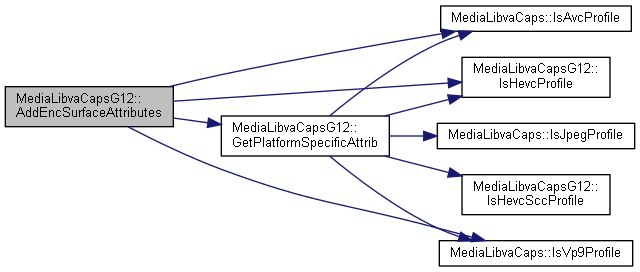 MediaLibvaCapsG12::
AddEncSurfaceAttributes
MediaLibvaCapsG12::
GetPlatformSpecificAttrib
MediaLibvaCaps::IsAvcProfile
MediaLibvaCapsG12::
IsHevcProfile
MediaLibvaCaps::IsJpegProfile
MediaLibvaCapsG12::
IsHevcSccProfile
MediaLibvaCaps::IsVp9Profile